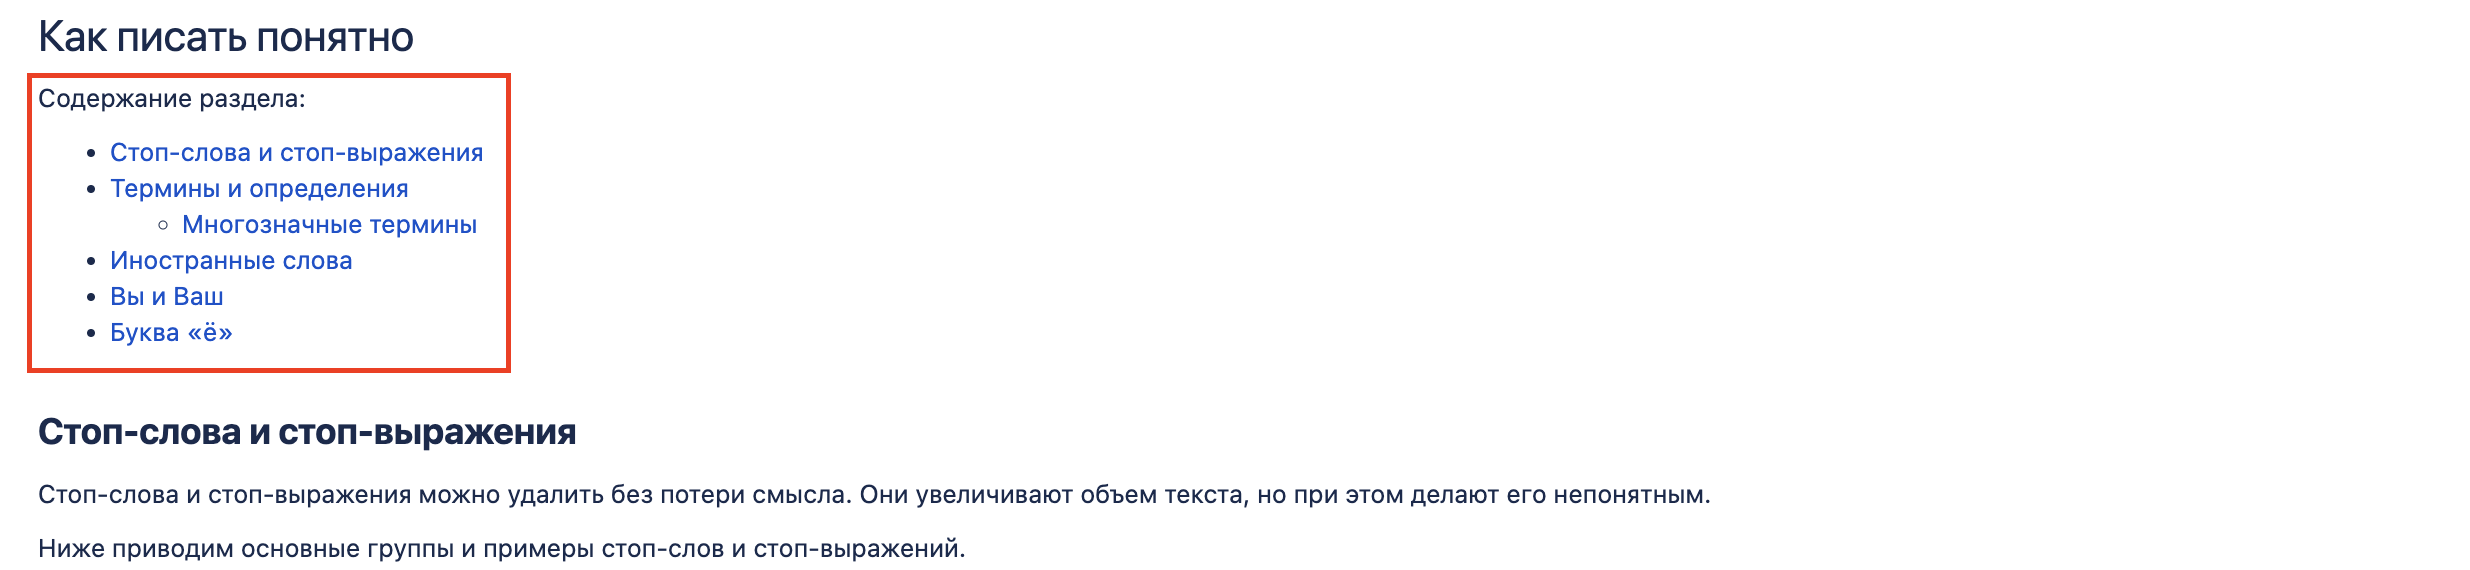 Как писать понятно
Содержание раздела:
Стоп-слова и стоп-выражения
Термины и определения
Многозначные термины
Иностранные слова
Вы и Ваш
Буква «ё»
Стоп-слова и стоп-выражения
Стоп-слова и стоп-выражения можно удалить без потери смысла. Они увеличивают объем текста, но при этом делают его непонятным.
Ниже приводим основные группы и примеры стоп-слов и стоп-выражений.